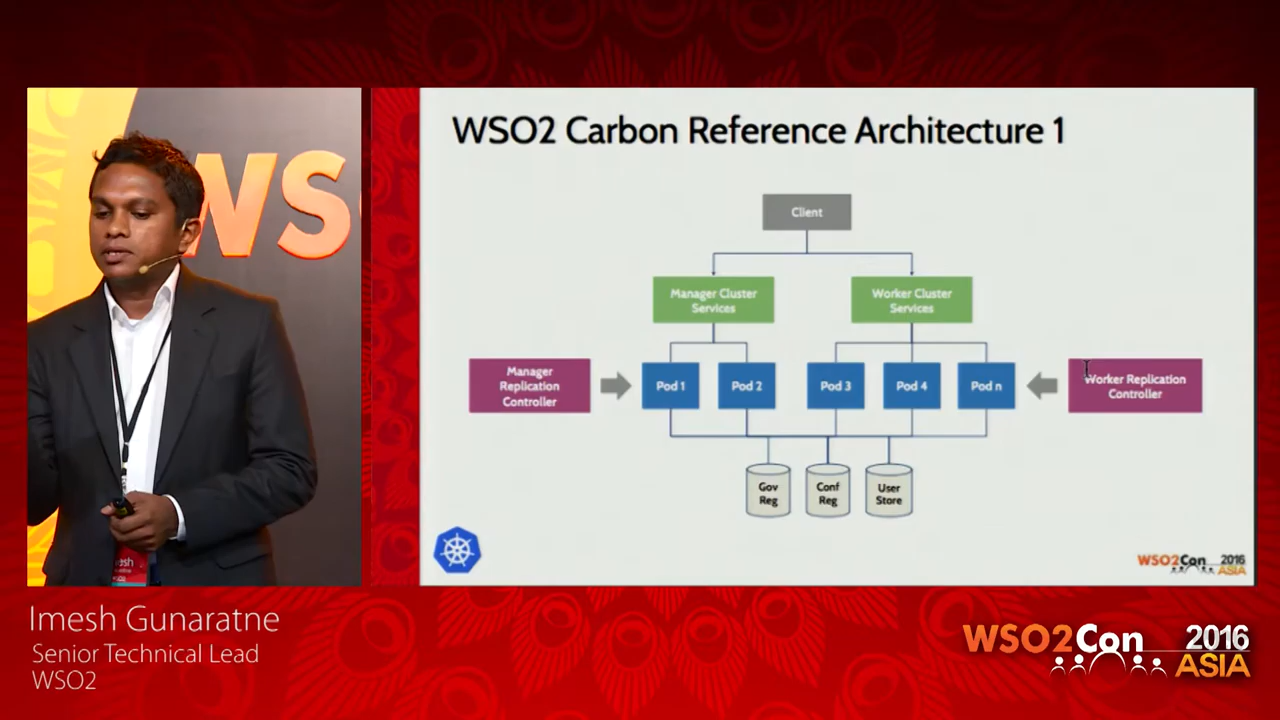 WS
WSO2 Carbon Reference Architecture 1
Client
Manager Cluster
Services
Worker Cluster
Services
Manager
Replication
Controller
Pod 1
Pod 2
Pod 3
Pod 4
Pod n
Worker Replication
Controller
Gov
Reg
Conf
Reg
User
Store
WSO2Con 2016
ASIA
Imesh Gunaratne
Senior Technical Lead
WSO2
WSO2Con 2016
ASIA